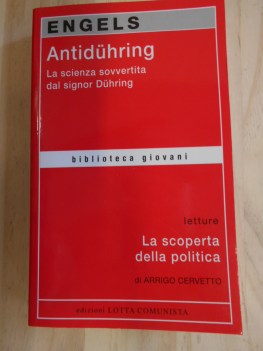 ENGELS
Antidühring
La scienza sovvertita
dal signor Dühring
biblioteca giovani
letture
La scoperta
della politica
di ARRIGO CERVETTO
edizioni LOTTA COMUNISTA